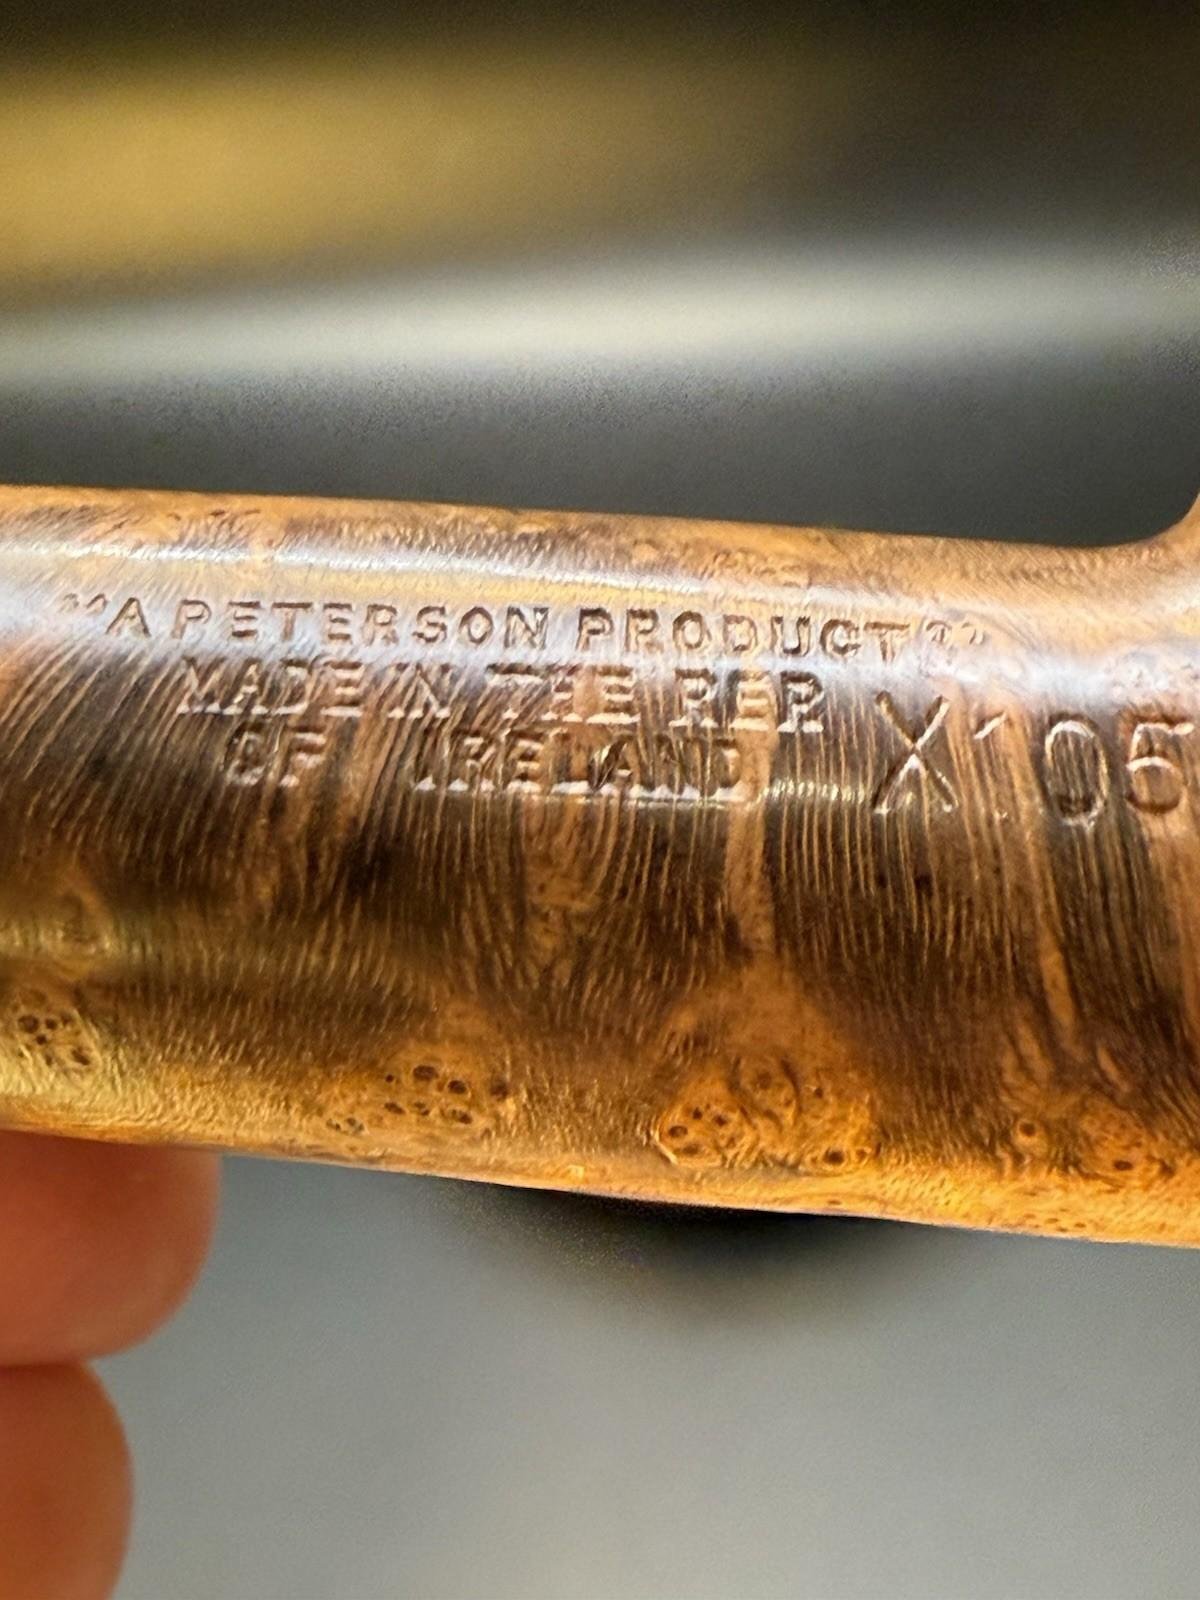 "A PETERSON PRODUCT"
MADE IN THE REP.
OF IRELAND
X105